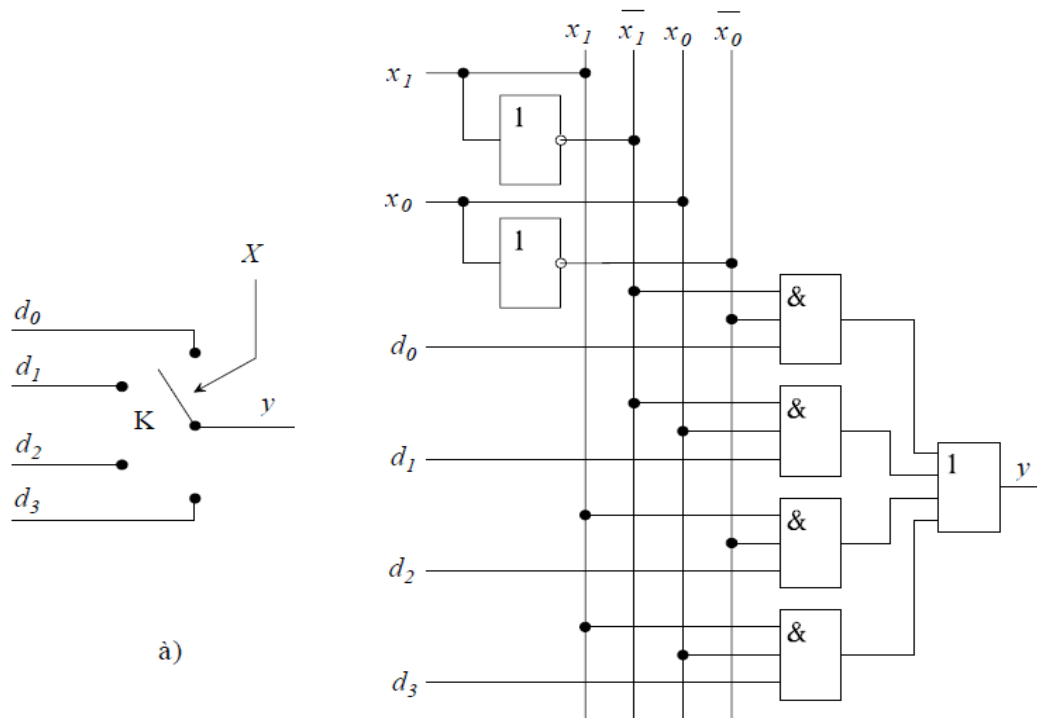 x₁ x̅₁ x₀ x̅₀
x₁
1
x₀
1
X
d₀
d₁
K
y
d₂
d₃
à)
&
d₀
&
d₁
1
y
&
d₂
&
d₃